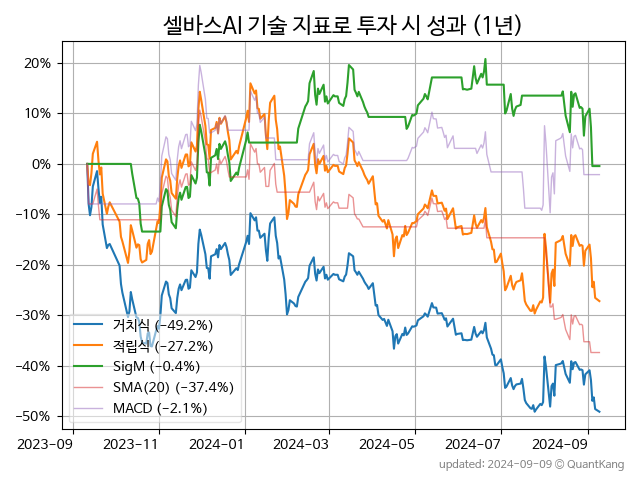 셀바스AI 기술 지표로 투자 시 성과 (1년)
20%
10%
0%
−10%
−20%
−30%
−40%
−50%
거치식 (−49.2%)
적립식 (−27.2%)
SigM (−0.4%)
SMA(20) (−37.4%)
MACD (−2.1%)
2023-09 2023-11 2024-01 2024-03 2024-05 2024-07 2024-09
updated: 2024-09-09 © QuantKang